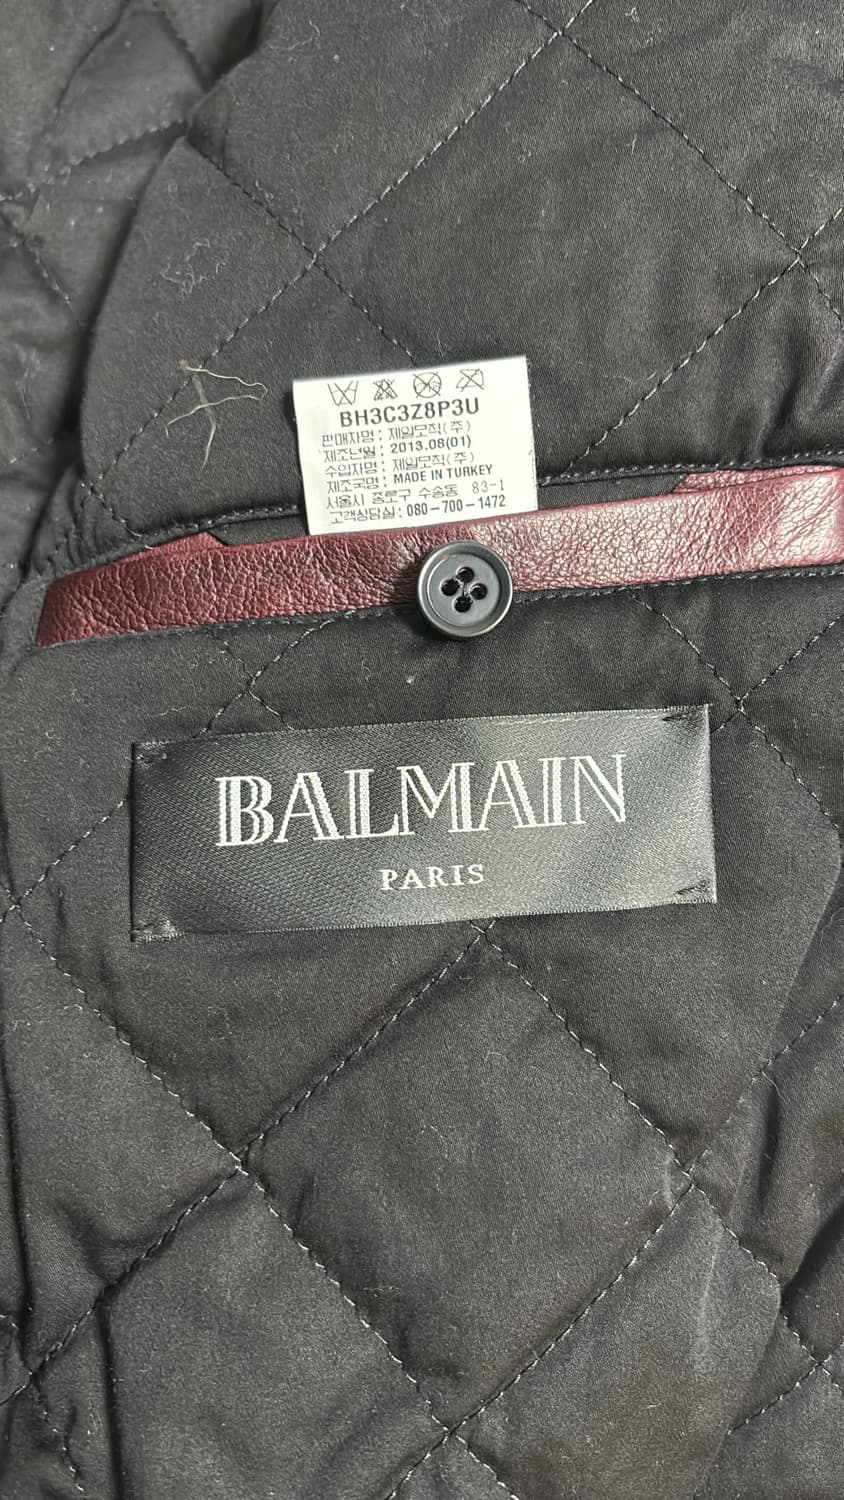 BH3C3Z8P3U
판매자명 : 제일모직(주)
제조년월 : 2013.08(01)
수입자명 : 제일모직(주)
제조국명 : MADE IN TURKEY
서울시 종로구 수송동 83-1
고객상담실 : 080-700-1472
BALMAIN
PARIS